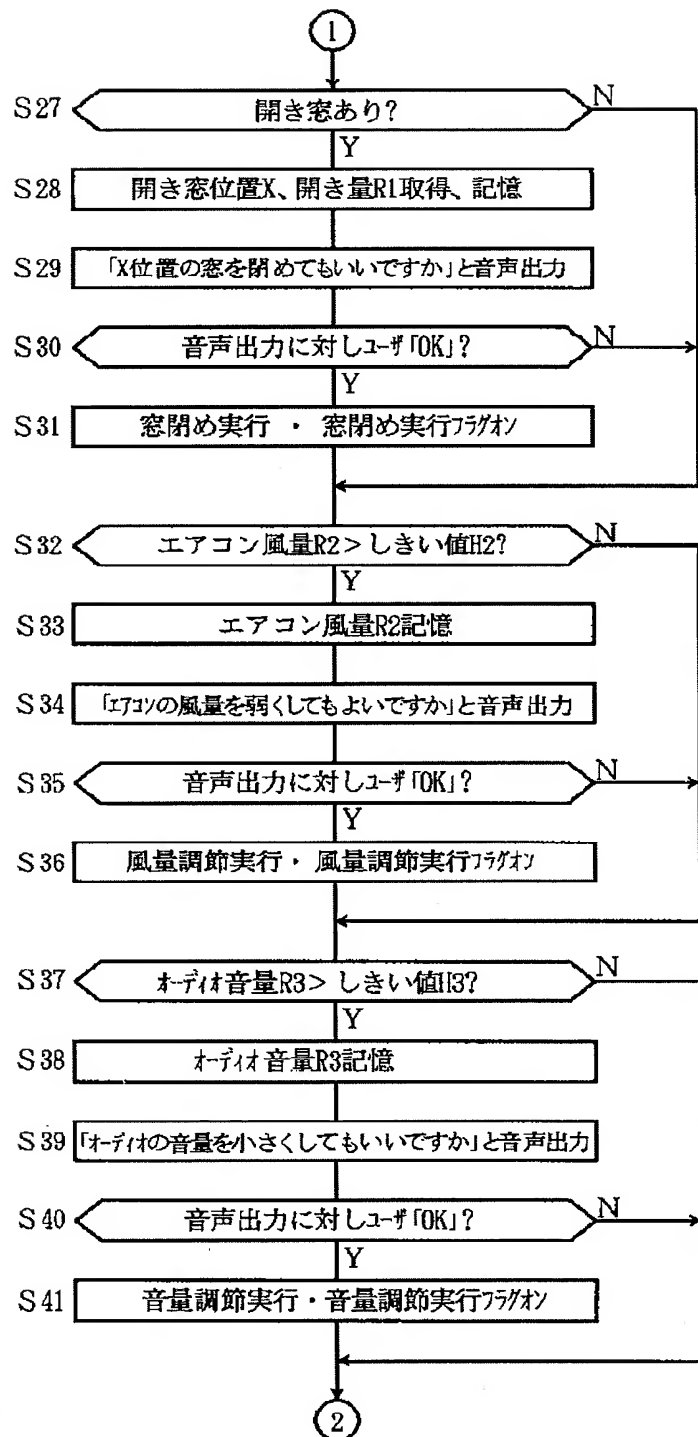 1
S27 開き窓あり? N
Y
S28 開き窓位置X、開き量R1取得、記憶
S29 「X位置の窓を閉めてもいいですか」と音声出力
S30 音声出力に対しユーザ「OK」? N
Y
S31 窓閉め実行 ・ 窓閉め実行フラグオン
S32 エアコン風量R2>しきい値H2? N
Y
S33 エアコン風量R2記憶
S34 「エアコンの風量を弱くしてもよいですか」と音声出力
S35 音声出力に対しユーザ「OK」? N
Y
S36 風量調節実行・風量調節実行フラグオン
S37 オーディオ音量R3>しきい値H3? N
Y
S38 オーディオ音量R3記憶
S39 「オーディオの音量を小さくしてもいいですか」と音声出力
S40 音声出力に対しユーザ「OK」? N
Y
S41 音量調節実行・音量調節実行フラグオン
2